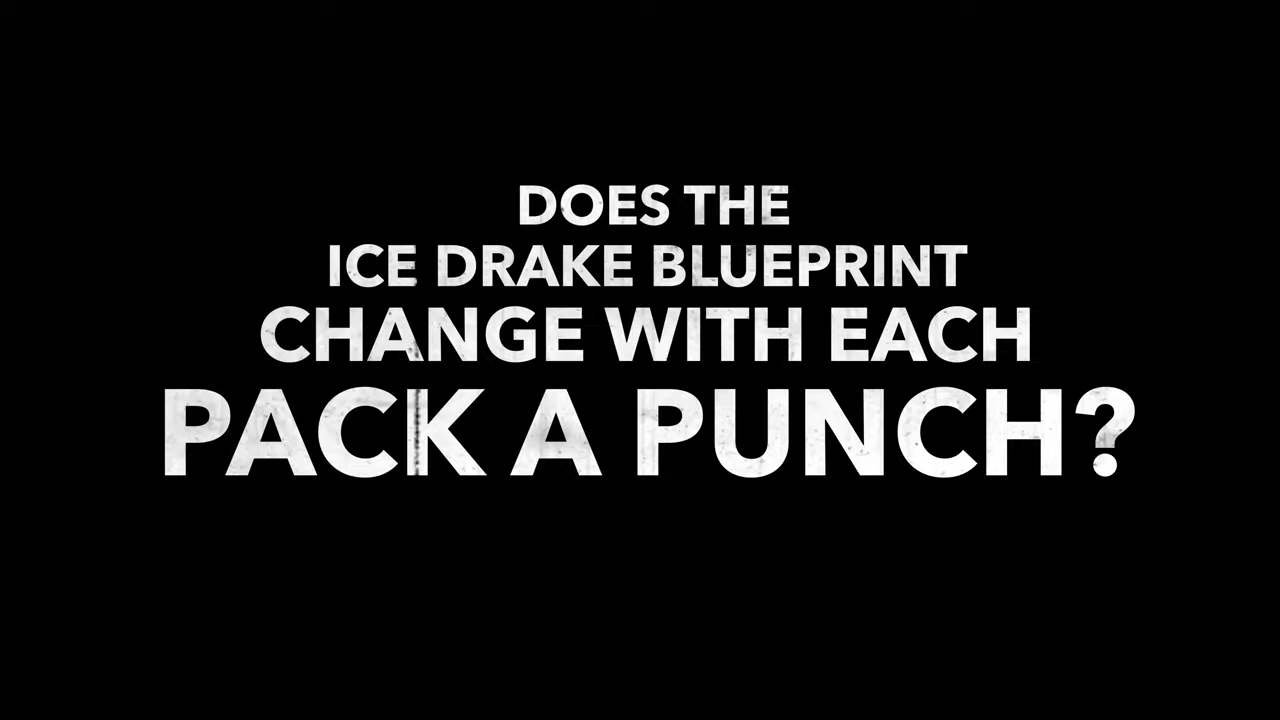 DOES THE
ICE DRAKE BLUEPRINT
CHANGE WITH EACH
PACK A PUNCH?